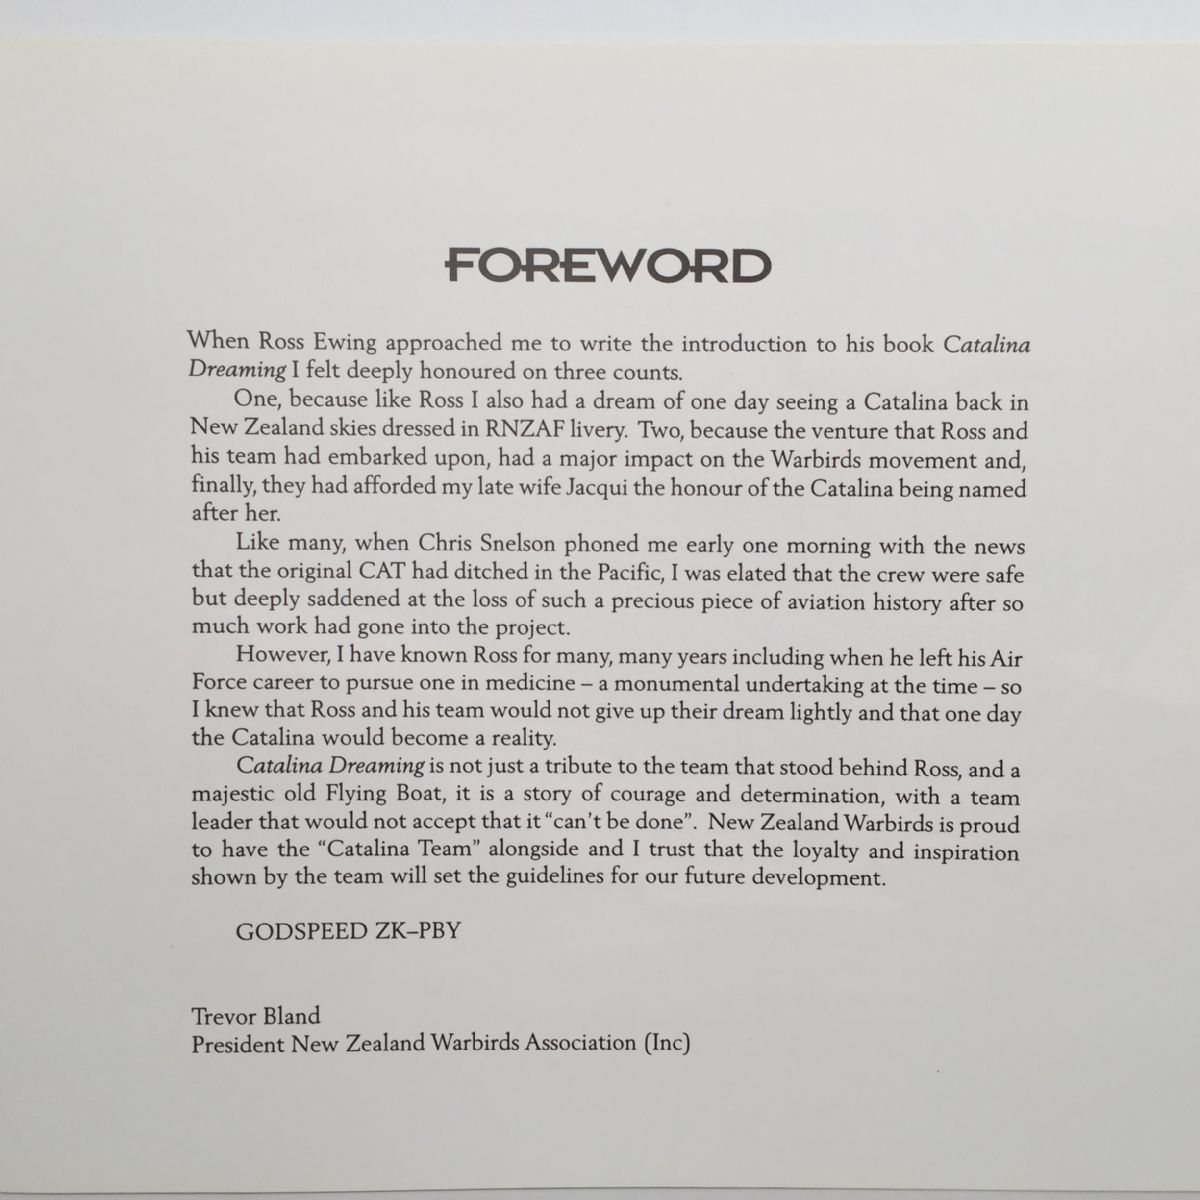 FOREWORD
When Ross Ewing approached me to write the introduction to his book Catalina
Dreaming I felt deeply honoured on three counts.
One, because like Ross I also had a dream of one day seeing a Catalina back in
New Zealand skies dressed in RNZAF livery. Two, because the venture that Ross and
his team had embarked upon, had a major impact on the Warbirds movement and,
finally, they had afforded my late wife Jacqui the honour of the Catalina being named
after her.
Like many, when Chris Snelson phoned me early one morning with the news
that the original CAT had ditched in the Pacific, I was elated that the crew were safe
but deeply saddened at the loss of such a precious piece of aviation history after so
much work had gone into the project.
However, I have known Ross for many, many years including when he left his Air
Force career to pursue one in medicine – a monumental undertaking at the time – so
I knew that Ross and his team would not give up their dream lightly and that one day
the Catalina would become a reality.
Catalina Dreaming is not just a tribute to the team that stood behind Ross, and a
majestic old Flying Boat, it is a story of courage and determination, with a team
leader that would not accept that it “can’t be done”. New Zealand Warbirds is proud
to have the “Catalina Team” alongside and I trust that the loyalty and inspiration
shown by the team will set the guidelines for our future development.
GODSPEED ZK–PBY
Trevor Bland
President New Zealand Warbirds Association (Inc)